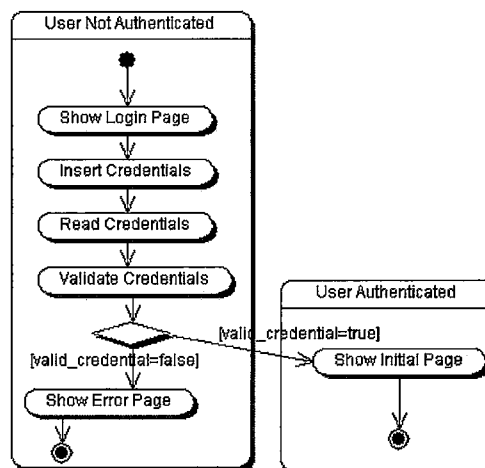 User Not Authenticated
Show Login Page
Insert Credentials
Read Credentials
Validate Credentials
User Authenticated
[valid_credential=true]
[valid_credential=false]
Show Initial Page
Show Error Page